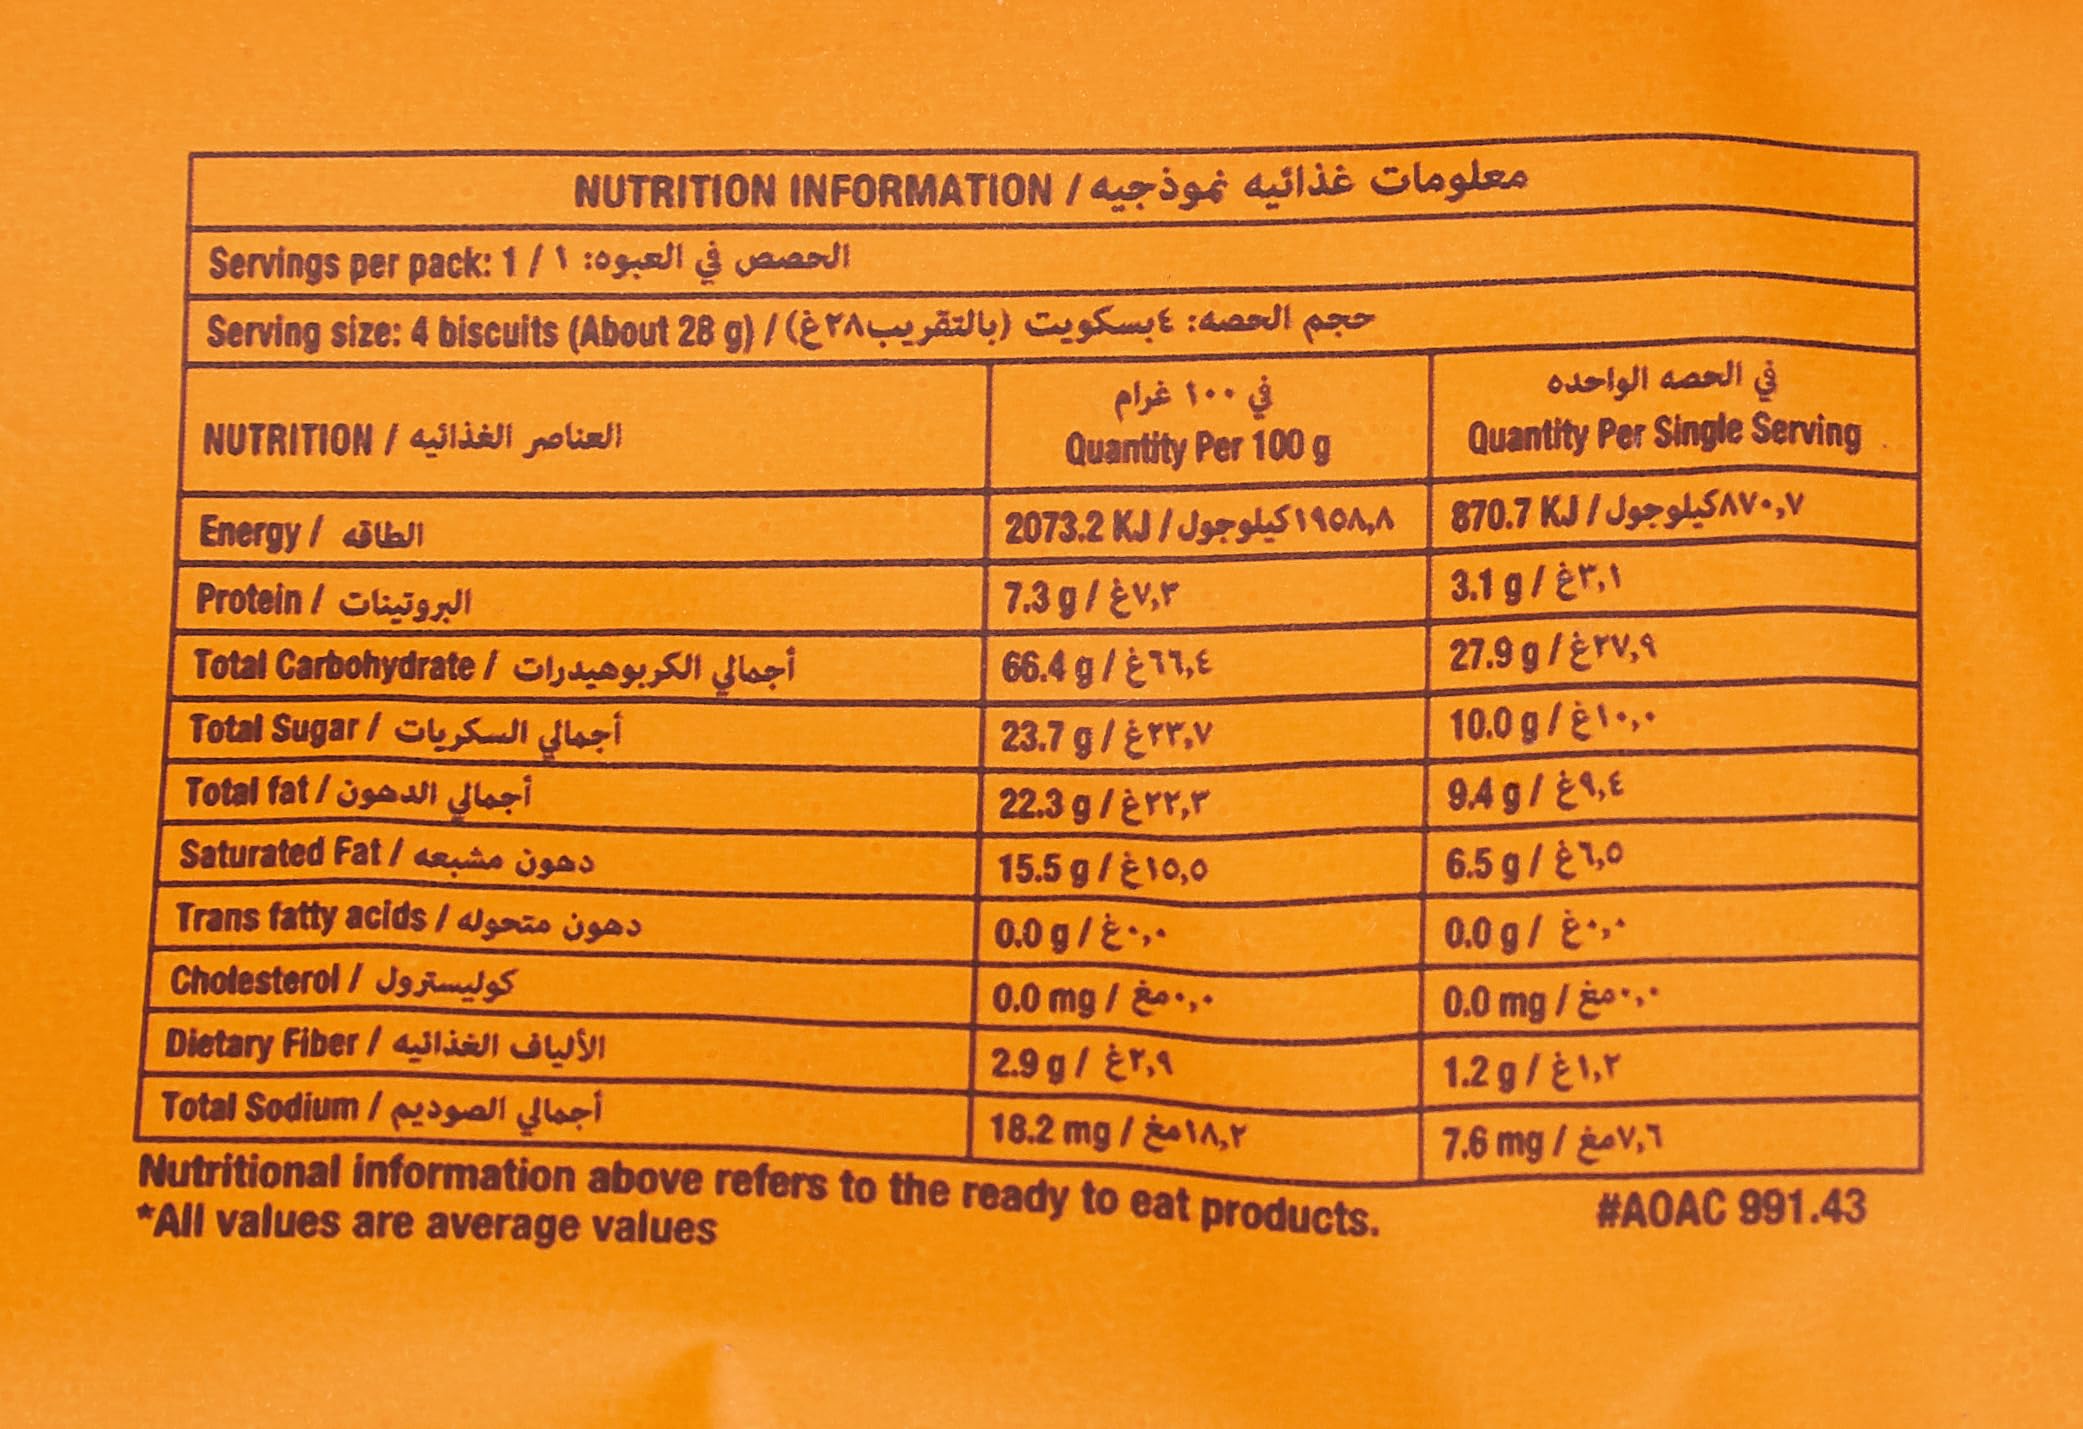 NUTRITION INFORMATION / معلومات غذائيه نموذجيه
Servings per pack: 1 / الحصص في العبوه: ١
Serving size: 4 biscuits (About 28 g) / حجم الحصه: ٤بسكويت (بالتقريب٢٨غ)
NUTRITION / العناصر الغذائيه
في ١٠٠ غرام
Quantity Per 100 g
في الحصه الواحده
Quantity Per Single Serving
Energy / الطاقه
2073.2 KJ / ١٩٥٨,٨كيلوجول
870.7 KJ / ٨٧٠,٧كيلوجول
Protein / البروتينات
7.3 g / ٧,٣غ
3.1 g / ٣,١غ
Total Carbohydrate / أجمالي الكربوهيدرات
66.4 g / ٦٦,٤غ
27.9 g / ٢٧,٩غ
Total Sugar / أجمالي السكريات
23.7 g / ٢٣,٧غ
10.0 g / ١٠,٠غ
Total fat / أجمالي الدهون
22.3 g / ٢٢,٣غ
9.4 g / ٩,٤غ
Saturated Fat / دهون مشبعه
15.5 g / ١٥,٥غ
6.5 g / ٦,٥غ
Trans fatty acids / دهون متحوله
0.0 g / ٠,٠غ
0.0 g / ٠,٠غ
Cholesterol / كوليسترول
0.0 mg / ٠,٠مغ
0.0 mg / ٠,٠مغ
Dietary Fiber / الألياف الغذائيه
2.9 g / ٢,٩غ
1.2 g / ١,٢غ
Total Sodium / أجمالي الصوديم
18.2 mg / ١٨,٢مغ
7.6 mg / ٧,٦مغ
Nutritional information above refers to the ready to eat products.
#AOAC 991.43
*All values are average values